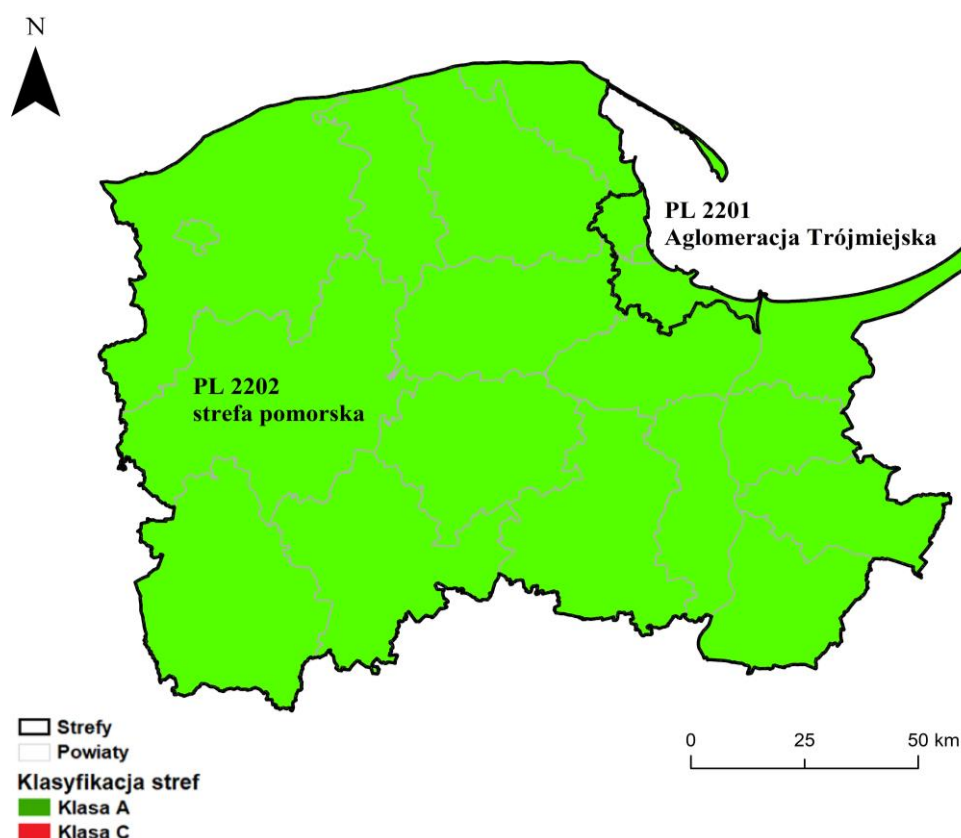 N
PL 2201
Aglomeracja Trójmiejska
PL 2202
strefa pomorska
Strefy
Powiaty
Klasyfikacja stref
Klasa A
Klasa C
0 25 50 km